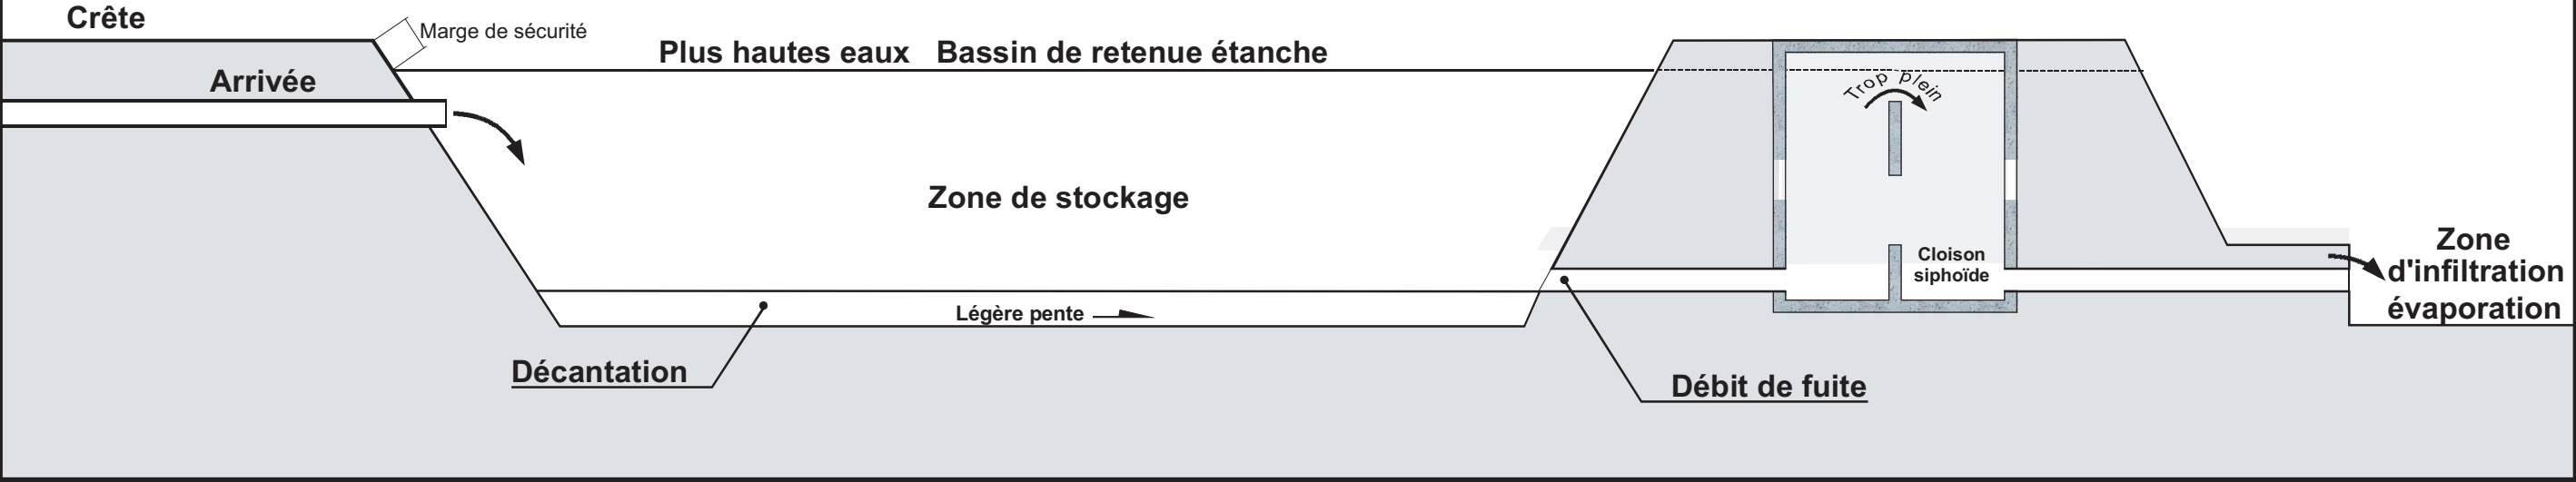 Crête
Marge de sécurité
Plus hautes eaux Bassin de retenue étanche
Arrivée
Trop plein
Zone de stockage
Cloison
siphoïde
Zone
d'infiltration
évaporation
Légère pente
Décantation
Débit de fuite